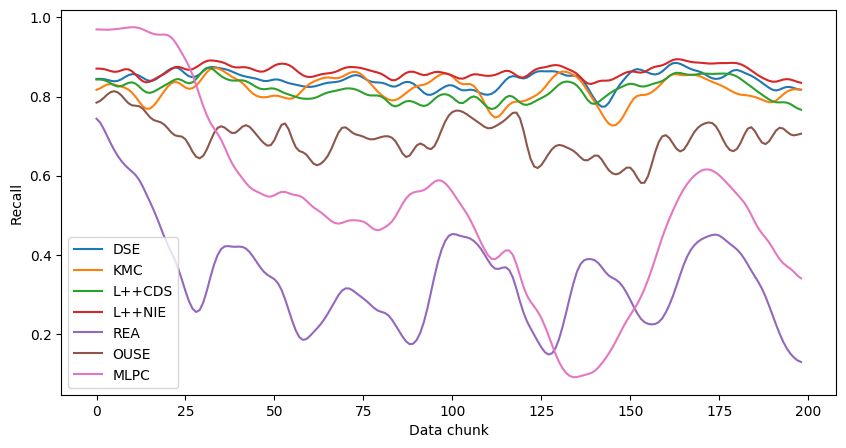 1.0
0.8
0.6
0.4
0.2
Recall
DSE
KMC
L++CDS
L++NIE
REA
OUSE
MLPC
0 25 50 75 100 125 150 175 200
Data chunk